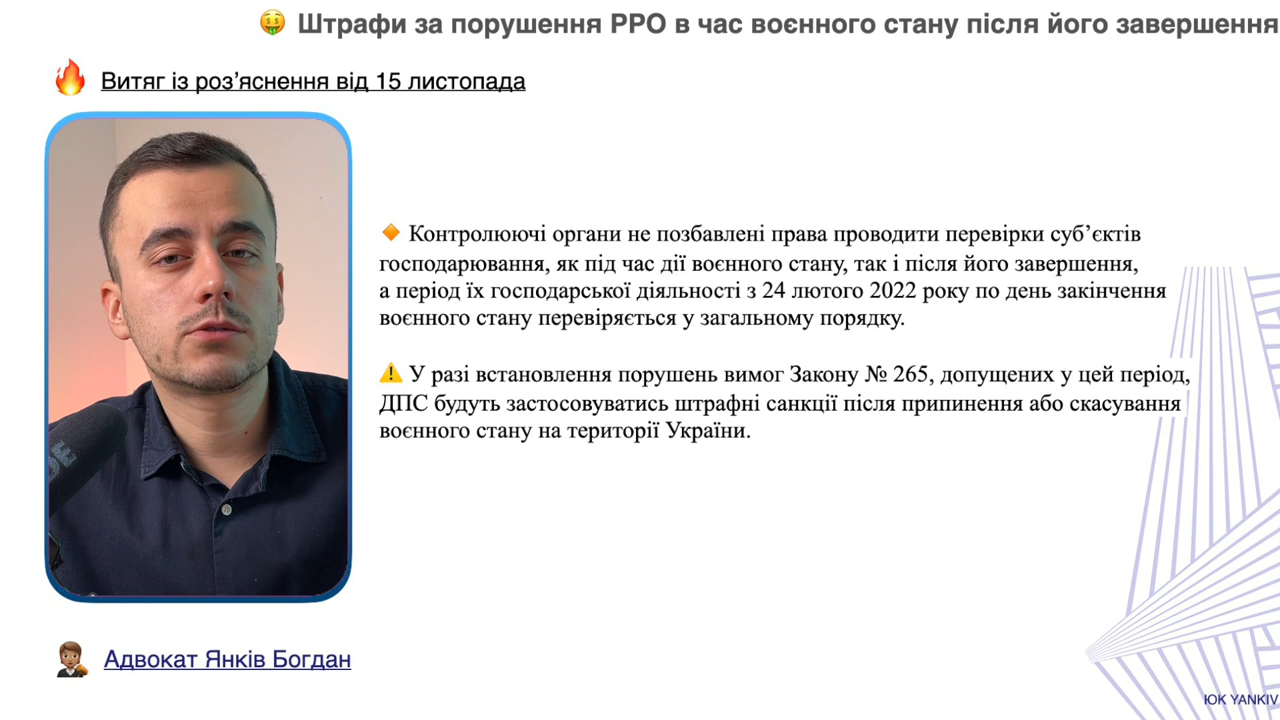 🤑 Штрафи за порушення РРО в час воєнного стану після його завершення
🔥 Витяг із роз’яснення від 15 листопада
🔸 Контролюючі органи не позбавлені права проводити перевірки суб’єктів
господарювання, як під час дії воєнного стану, так і після його завершення,
а період їх господарської діяльності з 24 лютого 2022 року по день закінчення
воєнного стану перевіряється у загальному порядку.
⚠️ У разі встановлення порушень вимог Закону № 265, допущених у цей період,
ДПС будуть застосовуватись штрафні санкції після припинення або скасування
воєнного стану на території України.
Адвокат Янків Богдан
ЮК YANKIV